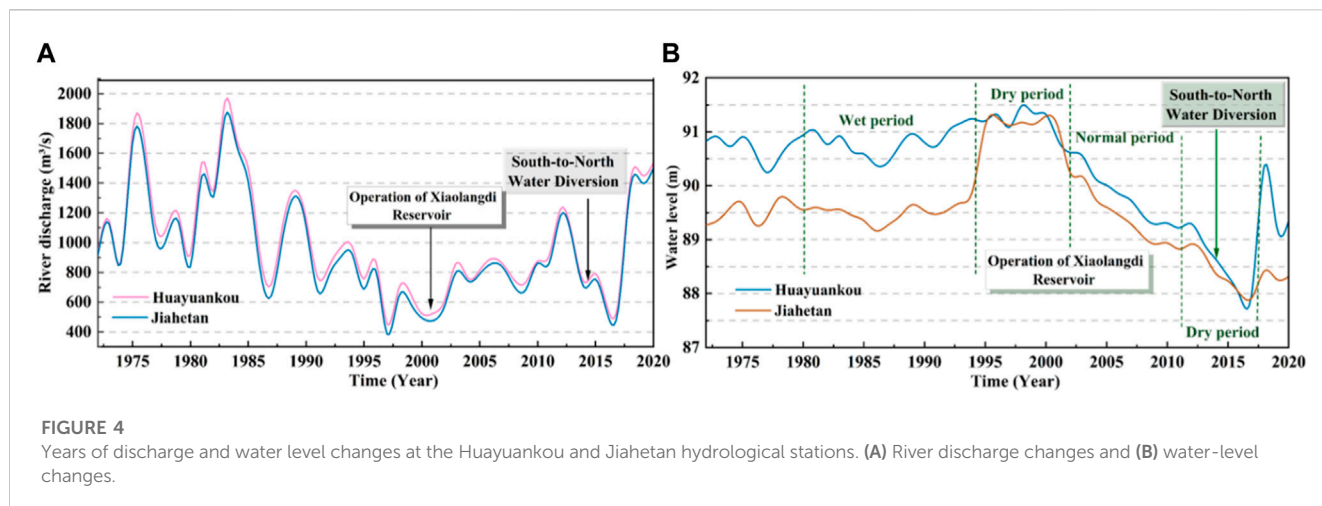 A
River discharge (m³/s)
2000
1800
1600
1400
1200
1000
800
600
400
South-to-North
Water Diversion
Operation of Xiaolangdi
Reservoir
Huayuankou
Jiahetan
1975 1980 1985 1990 1995 2000 2005 2010 2015 2020
Time (Year)
B
Water level (m)
92
91
90
89
88
87
Dry period
South-to-North
Water Diversion
Wet period
Normal period
Operation of Xiaolangdi
Reservoir
Huayuankou
Jiahetan
Dry period
1975 1980 1985 1990 1995 2000 2005 2010 2015 2020
Time (Year)
FIGURE 4
Years of discharge and water level changes at the Huayuankou and Jiahetan hydrological stations. (A) River discharge changes and (B) water-level
changes.